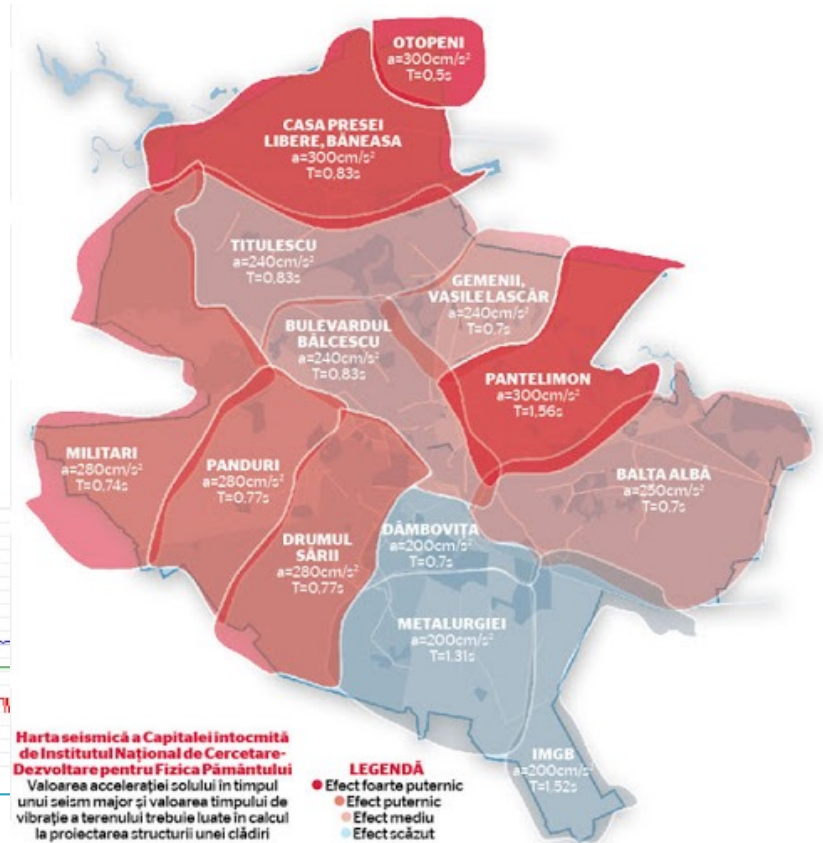 OTOPENI
a=300cm/s²
T=0,5s
CASA PRESEI
LIBERE, BĂNEASA
a=300cm/s²
T=0,83s
TITULESCU
a=240cm/s²
T=0,83s
GEMENII,
VASILE LASCĂR
a=240cm/s²
T=0,7s
BULEVARDUL
BĂLCESCU
a=240cm/s²
T=0,83s
PANTELIMON
a=300cm/s²
T=1,56s
MILITARI
a=280cm/s²
T=0,74s
PANDURI
a=280cm/s²
T=0,77s
BALTA ALBĂ
a=250cm/s²
T=0,7s
DRUMUL
SĂRII
a=280cm/s²
T=0,77s
DÂMBOVIȚA
a=200cm/s²
T=0,7s
METALURGIEI
a=200cm/s²
T=1,31s
IMGB
a=200cm/s²
T=1,52s
Harta seismică a Capitalei întocmită
de Institutul Național de Cercetare-
Dezvoltare pentru Fizica Pământului
Valoarea accelerației solului în timpul
unui seism major și valoarea timpului de
vibrație a terenului trebuie luate în calcul
la proiectarea structurii unei clădiri
LEGENDĂ
Efect foarte puternic
Efect puternic
Efect mediu
Efect scăzut